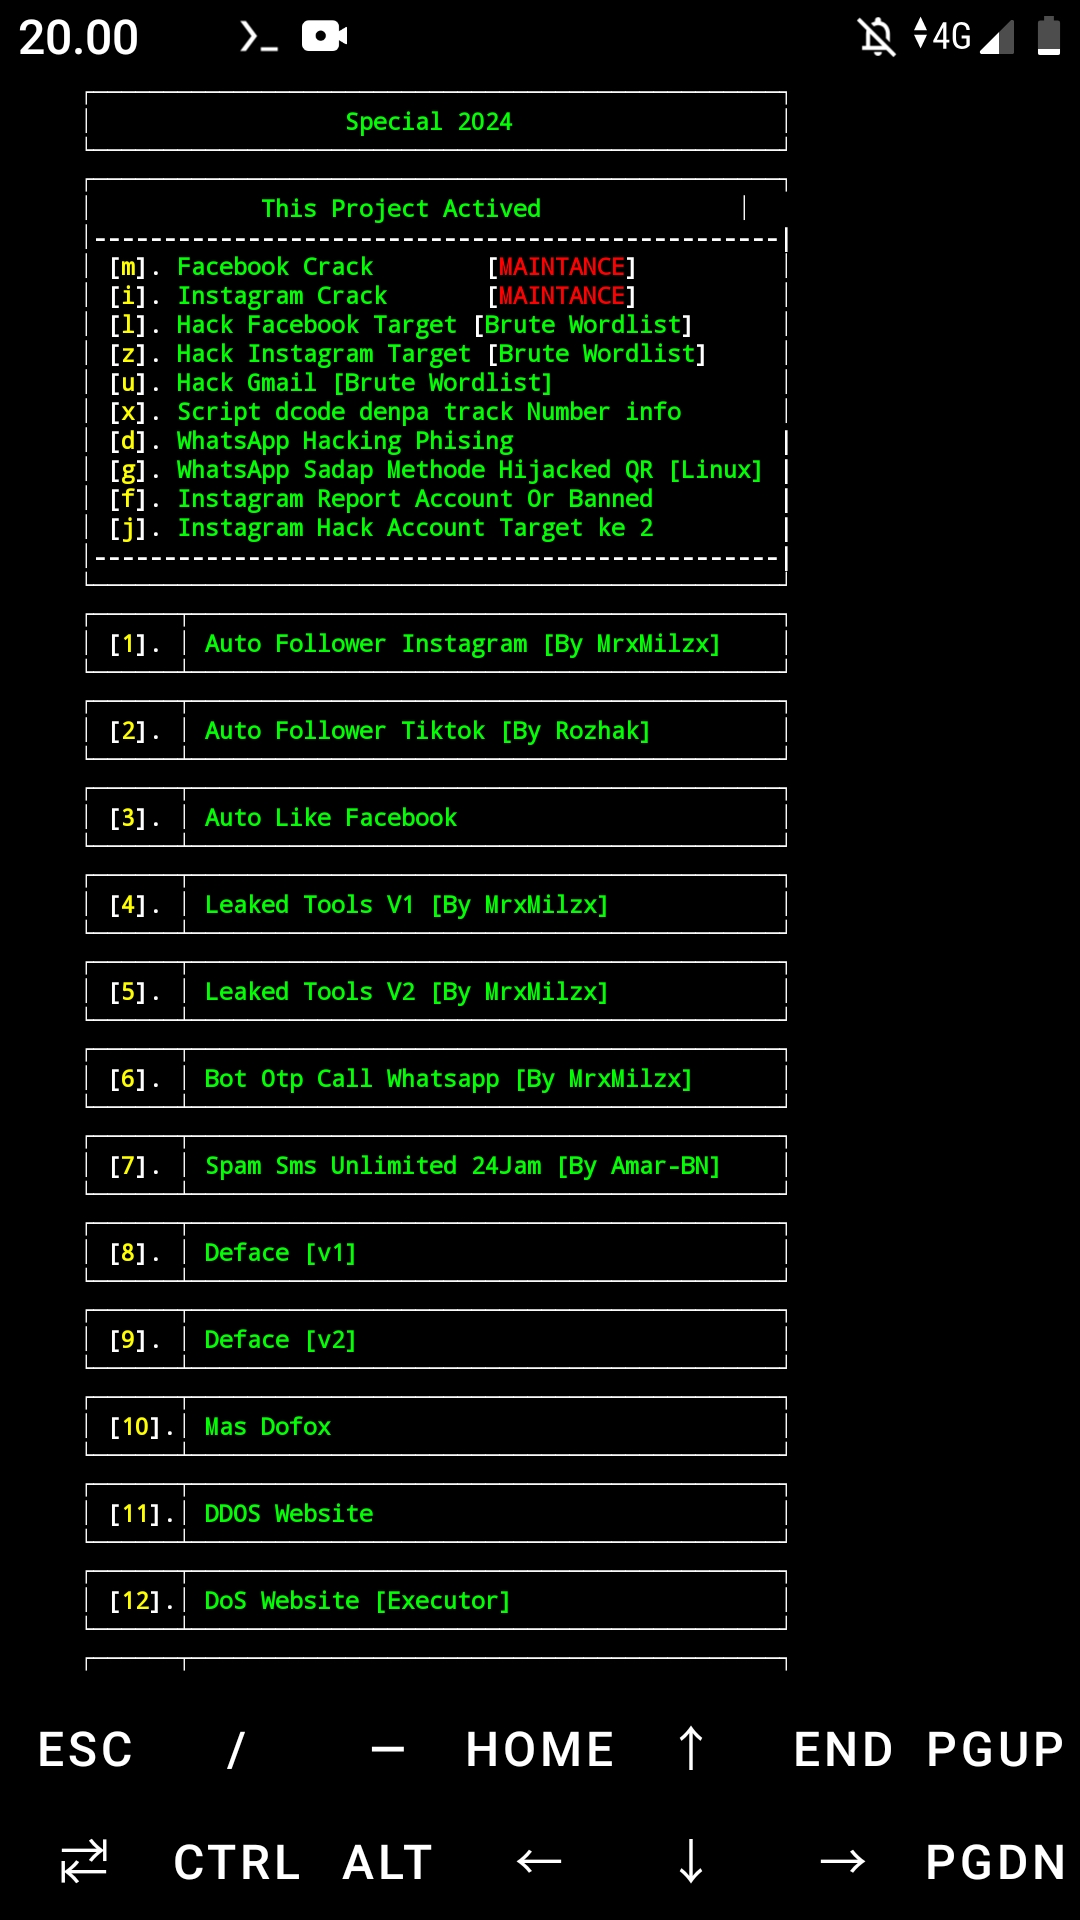 20.00
4G
Special 2024
This Project Actived
[m]. Facebook Crack [MAINTANCE]
[i]. Instagram Crack [MAINTANCE]
[l]. Hack Facebook Target [Brute Wordlist]
[z]. Hack Instagram Target [Brute Wordlist]
[u]. Hack Gmail [Brute Wordlist]
[x]. Script dcode denpa track Number info
[d]. WhatsApp Hacking Phising
[g]. WhatsApp Sadap Methode Hijacked QR [Linux]
[f]. Instagram Report Account Or Banned
[j]. Instagram Hack Account Target ke 2
[1]. Auto Follower Instagram [By MrxMilzx]
[2]. Auto Follower Tiktok [By Rozhak]
[3]. Auto Like Facebook
[4]. Leaked Tools V1 [By MrxMilzx]
[5]. Leaked Tools V2 [By MrxMilzx]
[6]. Bot Otp Call Whatsapp [By MrxMilzx]
[7]. Spam Sms Unlimited 24Jam [By Amar-BN]
[8]. Deface [v1]
[9]. Deface [v2]
[10]. Mas Dofox
[11]. DDOS Website
[12]. DoS Website [Executor]
ESC / — HOME ↑ END PGUP
⇄ CTRL ALT ← ↓ → PGDN